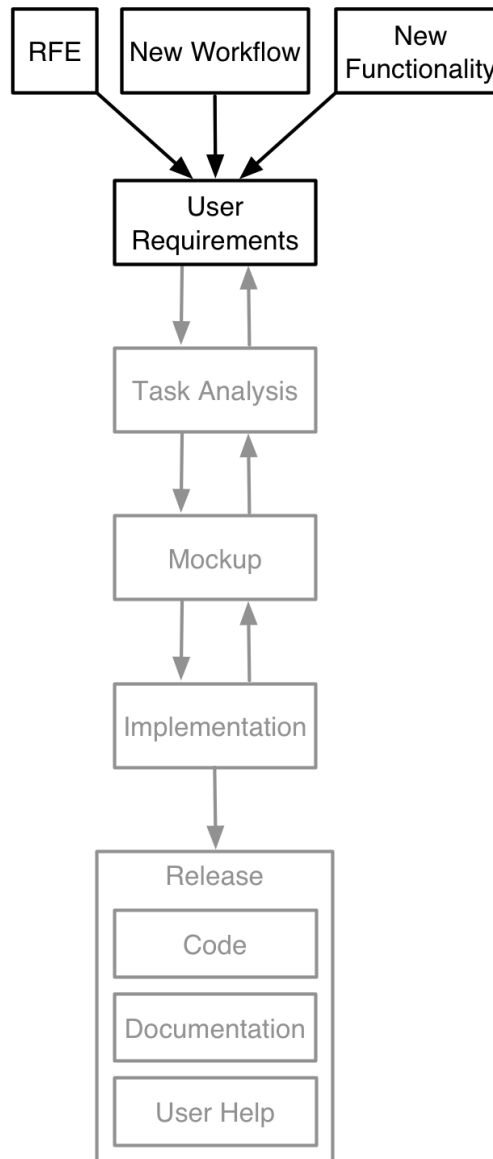 RFE
New Workflow
New
Functionality
User
Requirements
Task Analysis
Mockup
Implementation
Release
Code
Documentation
User Help